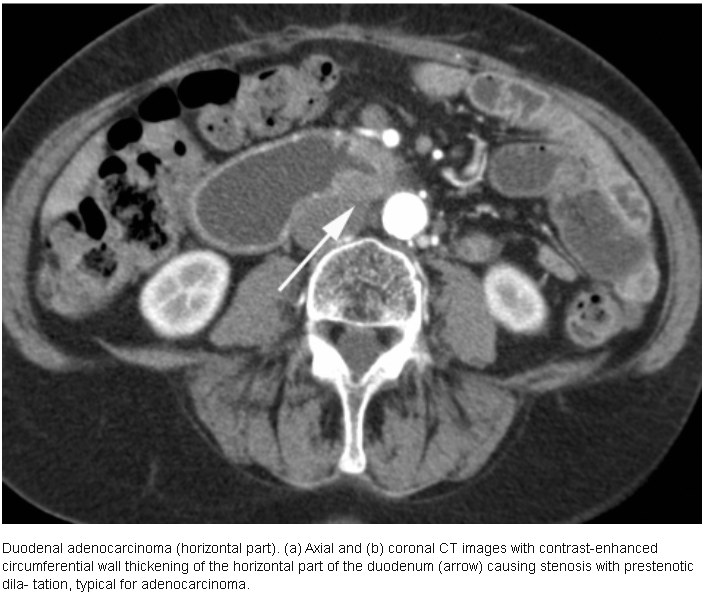 Duodenal adenocarcinoma (horizontal part). (a) Axial and (b) coronal CT images with contrast-enhanced
circumferential wall thickening of the horizontal part of the duodenum (arrow) causing stenosis with prestenotic
dila- tation, typical for adenocarcinoma.